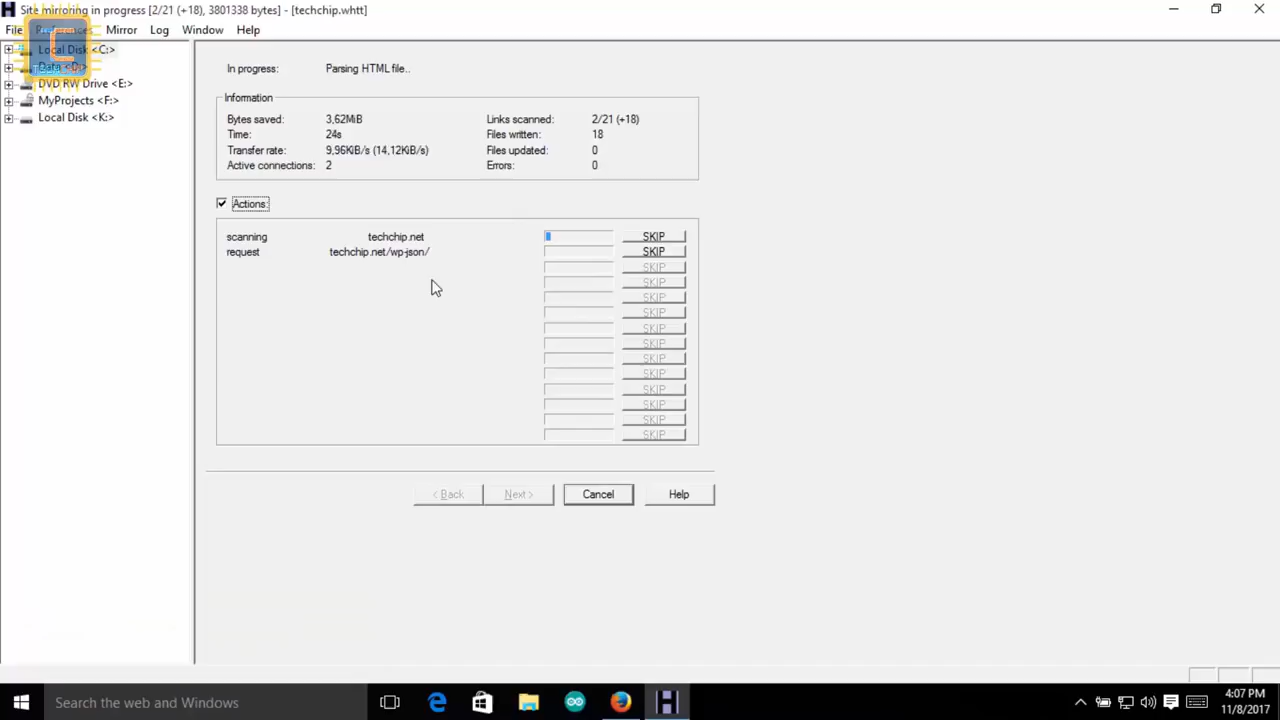 Site mirroring in progress [2/21 (+18), 3801338 bytes] - [techchip.whtt]
File Preferences Mirror Log Window Help
Local Disk <C:>
Data <D:>
DVD RW Drive <E:>
MyProjects <F:>
Local Disk <K:>
In progress: Parsing HTML file..
Information
Bytes saved: 3,62MiB Links scanned: 2/21 (+18)
Time: 24s Files written: 18
Transfer rate: 9,96KiB/s (14,12KiB/s) Files updated: 0
Active connections: 2 Errors: 0
Actions:
scanning techchip.net SKIP
request techchip.net/wp-json/ SKIP
SKIP
SKIP
SKIP
SKIP
SKIP
SKIP
SKIP
SKIP
SKIP
SKIP
SKIP
SKIP
< Back Next > Cancel Help
Search the web and Windows
4:07 PM
11/8/2017